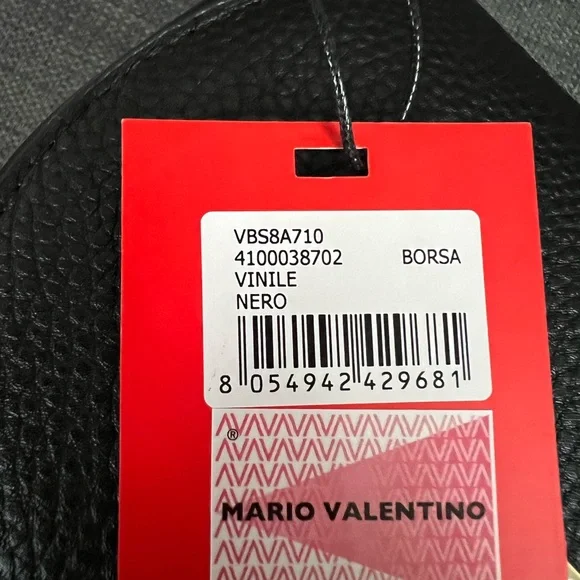 VBS8A710
4100038702 BORSA
VINILE
NERO
8 054942 429681
®
MARIO VALENTINO